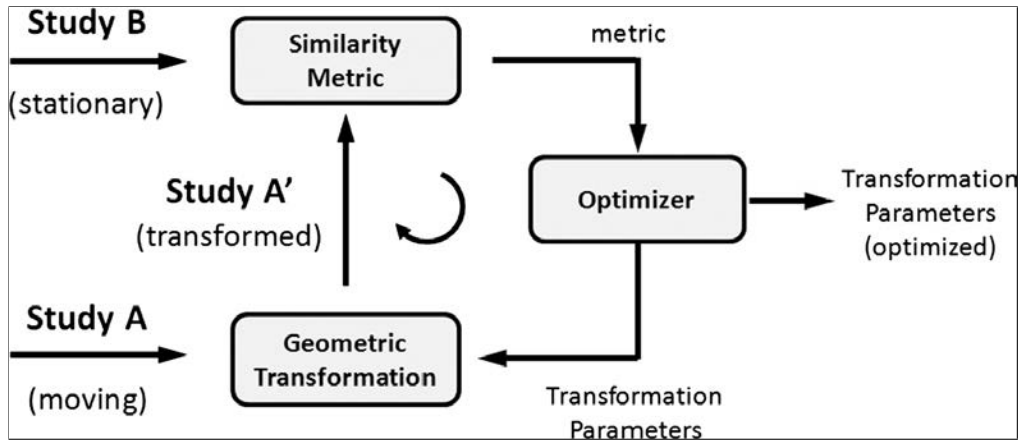 Study B
(stationary)
Similarity
Metric
metric
Study A’
(transformed)
Optimizer
Transformation
Parameters
(optimized)
Study A
(moving)
Geometric
Transformation
Transformation
Parameters